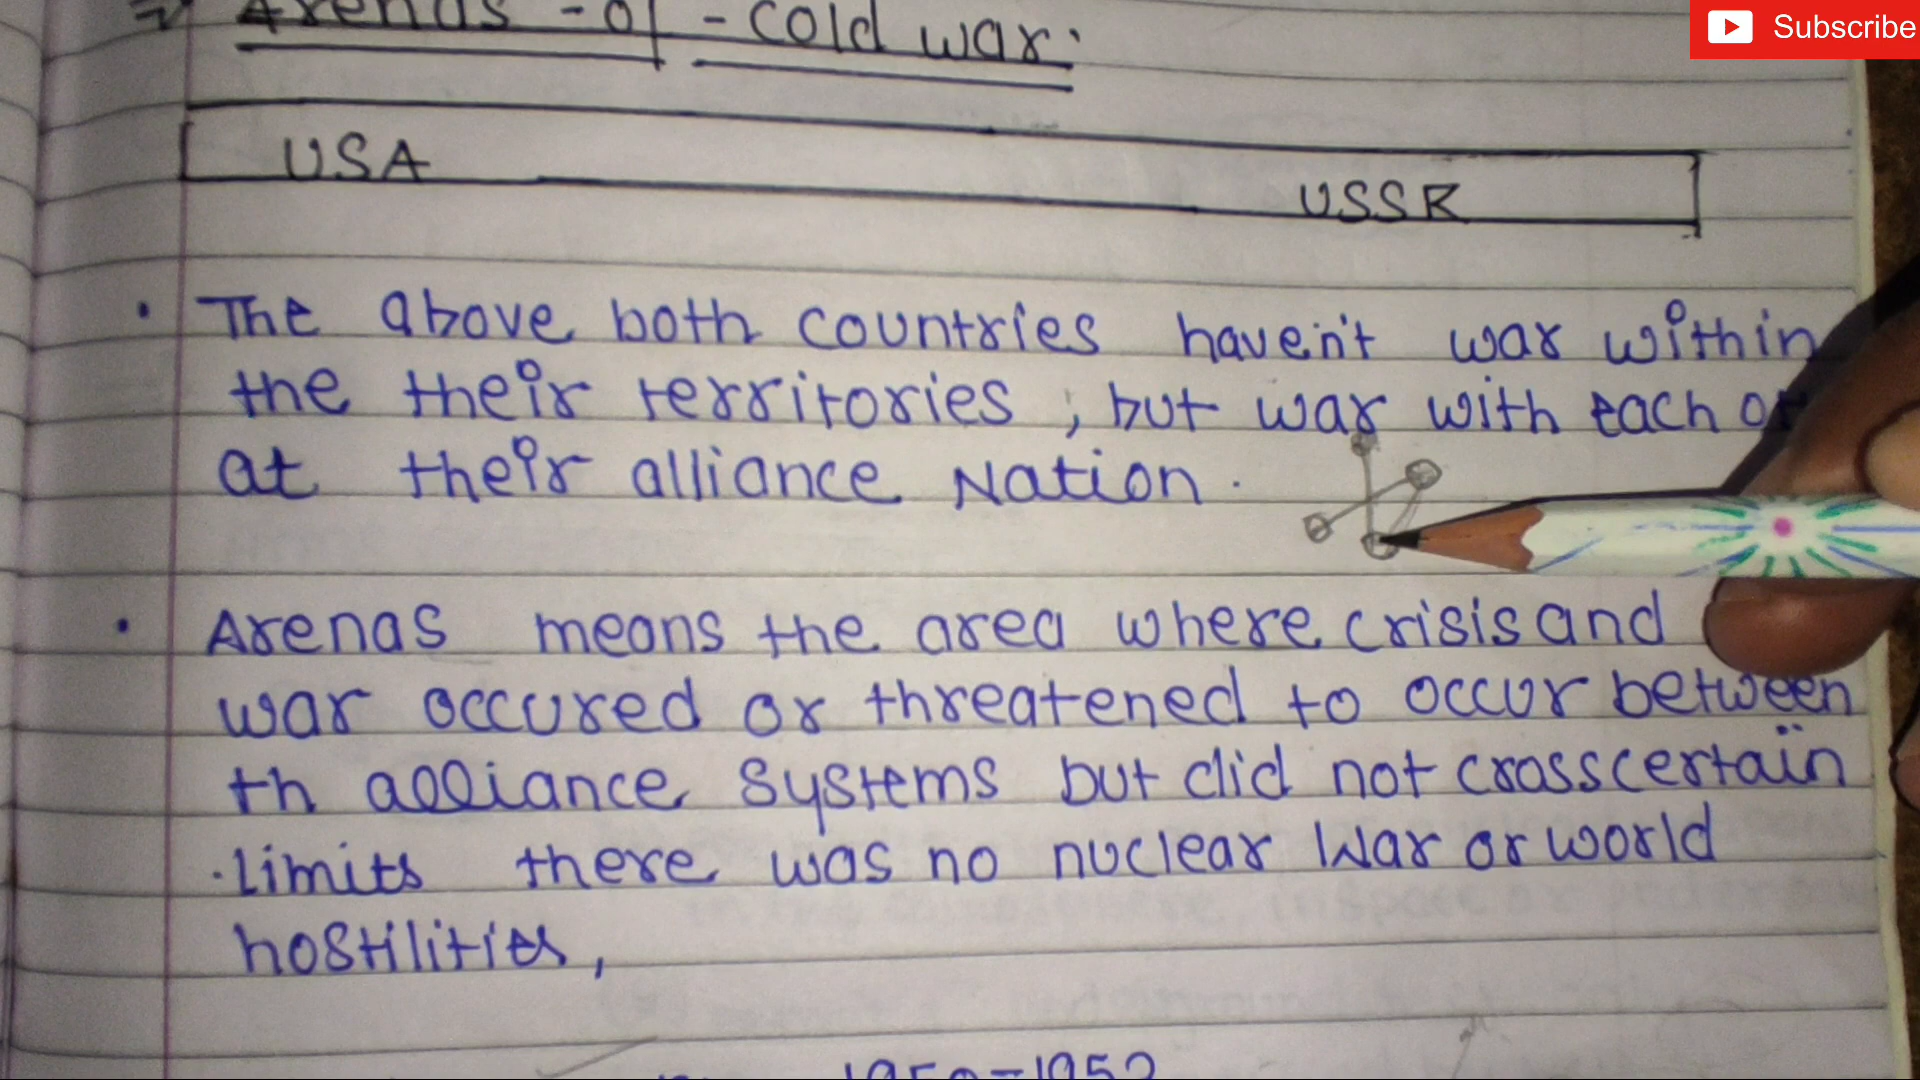 Subscribe
Arenas - of - cold war.
USA
USSR
• The above both countries haven't war within
the their territories, but war with each
at their alliance Nation.
• Arenas means the area where crisis and
war occured or threatened to occur between
th alliance systems but did not cross certain
limits there was no nuclear War or world
hostilities,
1950-1952